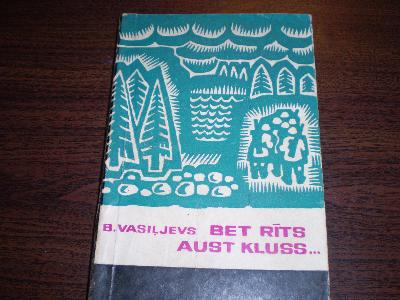 B. VASIĻJEVS BET RĪTS
AUST KLUSS...